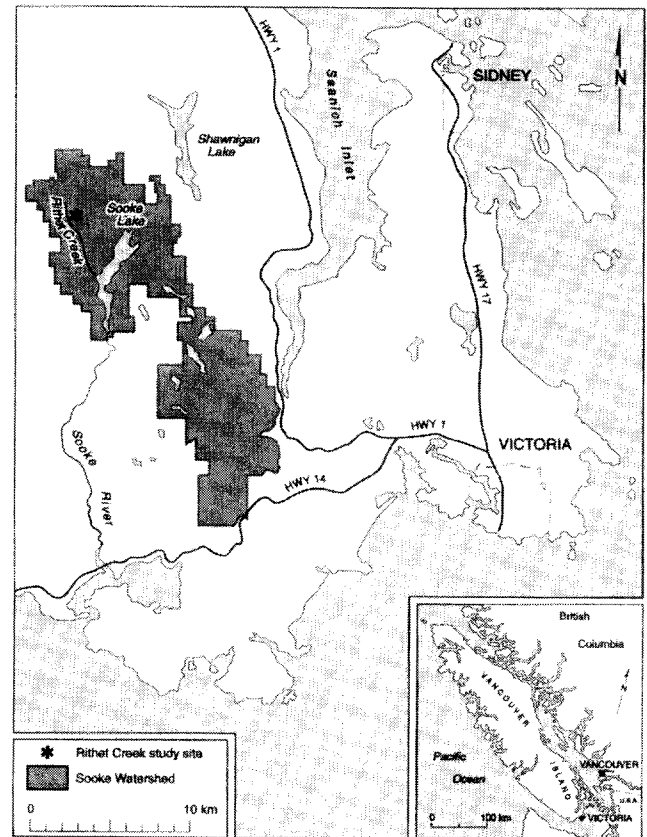 HWY 1
SIDNEY
N
Saanich Inlet
Shawnigan
Lake
Sooke
Lake
Rithet Creek
HWY 17
Sooke River
HWY 1
VICTORIA
HWY 14
Rithet Creek study site
Sooke Watershed
0 10 km
British
Columbia
N
VANCOUVER ISLAND
Pacific
Ocean
VANCOUVER
U.S.A.
VICTORIA
0 100 km